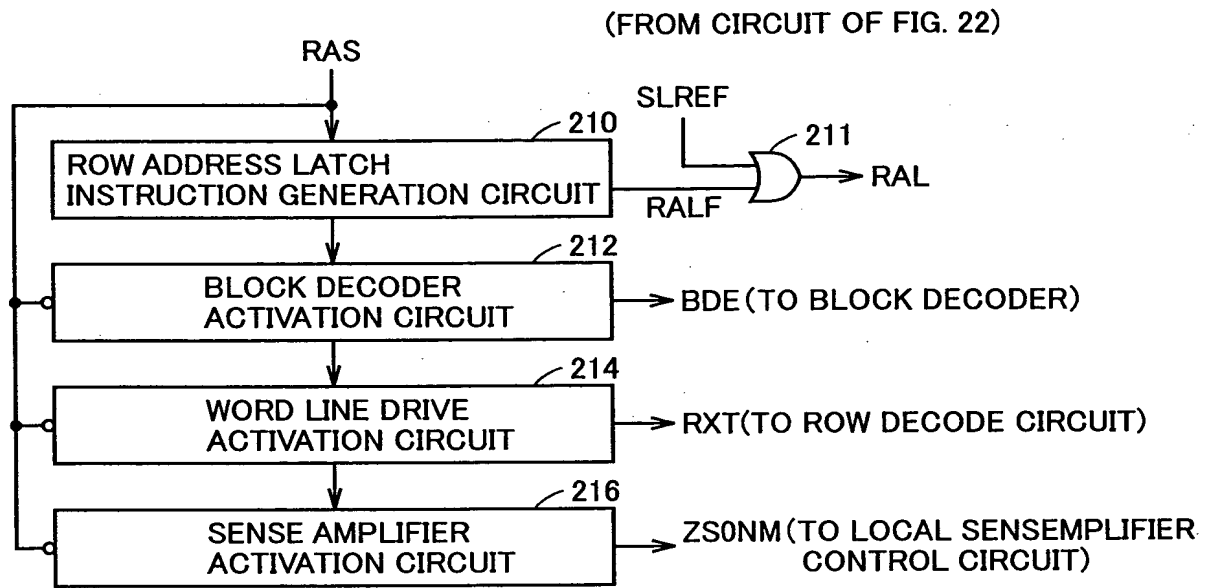 (FROM CIRCUIT OF FIG. 22)
RAS
SLREF
210
211
ROW ADDRESS LATCH
INSTRUCTION GENERATION CIRCUIT
RAL
RALF
212
BLOCK DECODER
ACTIVATION CIRCUIT
BDE(TO BLOCK DECODER)
214
WORD LINE DRIVE
ACTIVATION CIRCUIT
RXT(TO ROW DECODE CIRCUIT)
216
SENSE AMPLIFIER
ACTIVATION CIRCUIT
ZS0NM(TO LOCAL SENSEMPLIFIER
CONTROL CIRCUIT)